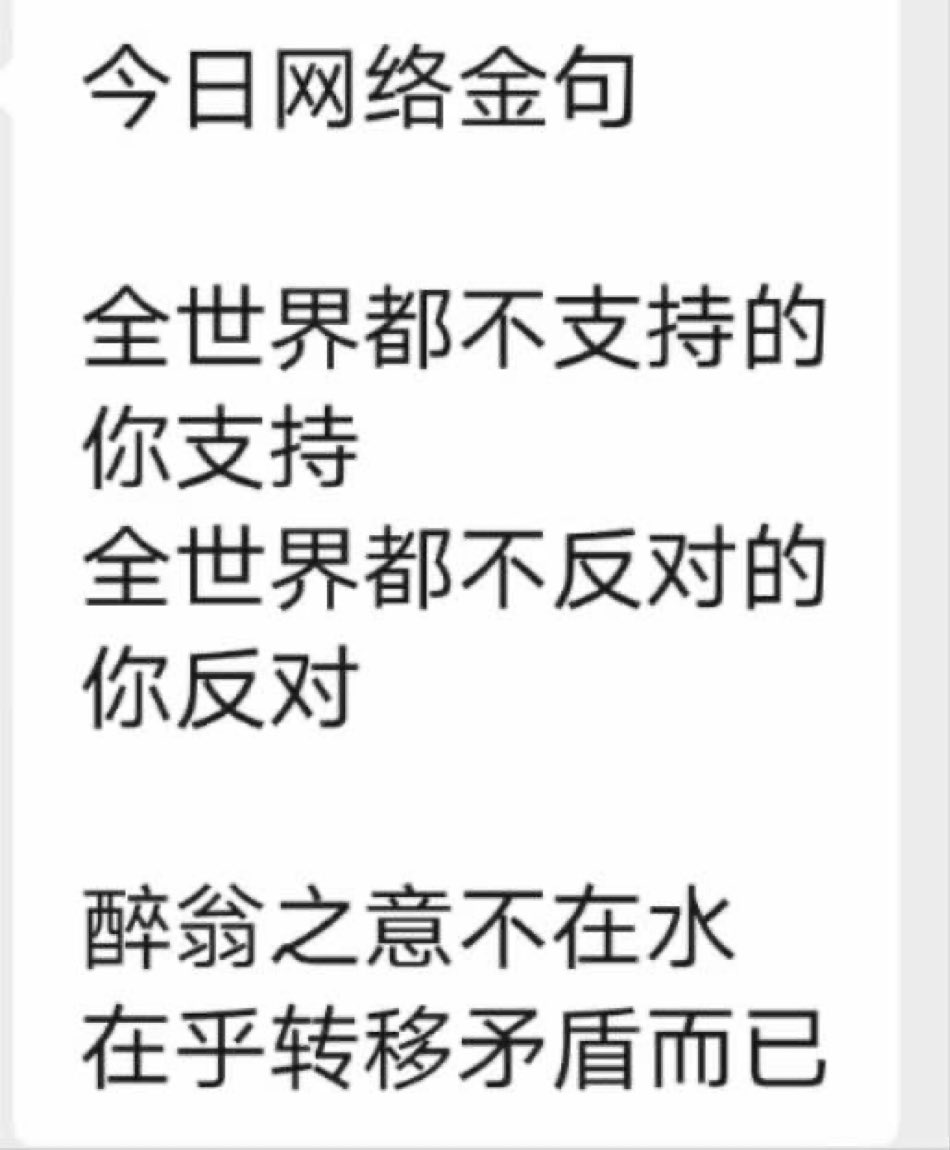 今日网络金句
全世界都不支持的
你支持
全世界都不反对的
你反对
醉翁之意不在水
在乎转移矛盾而已